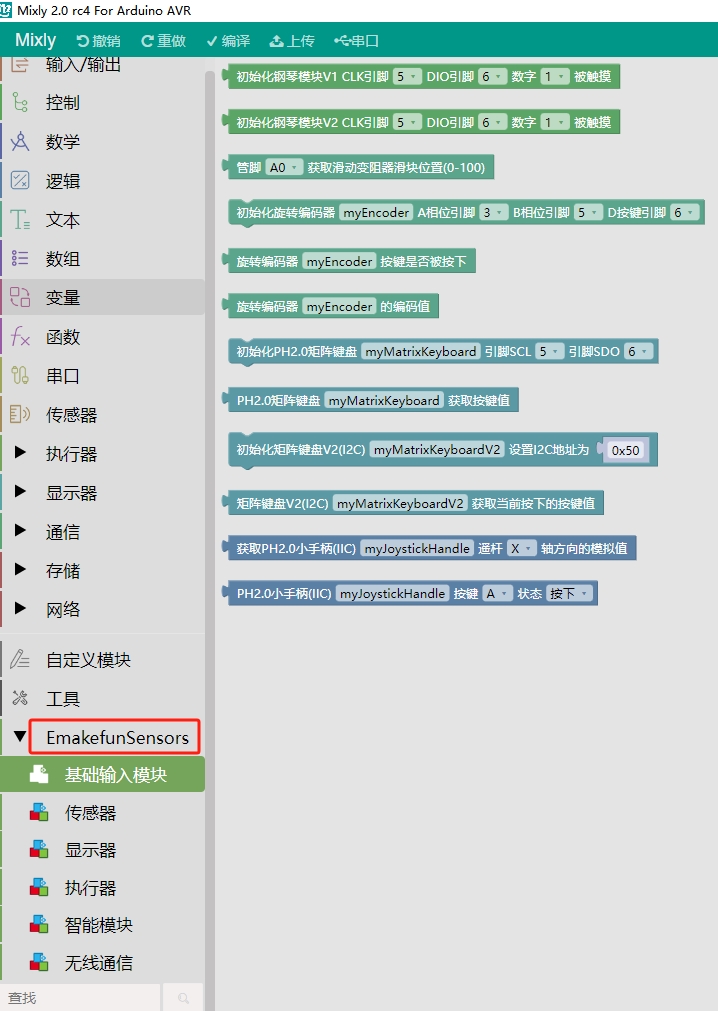 Mixly 2.0 rc4 For Arduino AVR
Mixly 撤销 重做 编译 上传 串口
输入/输出
控制
数学
逻辑
文本
数组
变量
函数
串口
传感器
执行器
显示器
通信
存储
网络
自定义模块
工具
EmakefunSensors
基础输入模块
传感器
显示器
执行器
智能模块
无线通信
查找
初始化钢琴模块V1 CLK引脚 5 DIO引脚 6 数字 1 被触摸
初始化钢琴模块V2 CLK引脚 5 DIO引脚 6 数字 1 被触摸
管脚 A0 获取滑动变阻器滑块位置(0-100)
初始化旋转编码器 myEncoder A相位引脚 3 B相位引脚 5 D按键引脚 6
旋转编码器 myEncoder 按键是否被按下
旋转编码器 myEncoder 的编码值
初始化PH2.0矩阵键盘 myMatrixKeyboard 引脚SCL 5 引脚SDO 6
PH2.0矩阵键盘 myMatrixKeyboard 获取按键值
初始化矩阵键盘V2(I2C) myMatrixKeyboardV2 设置I2C地址为 0x50
矩阵键盘V2(I2C) myMatrixKeyboardV2 获取当前按下的按键值
获取PH2.0小手柄(IIC) myJoystickHandle 遥杆 X 轴方向的模拟值
PH2.0小手柄(IIC) myJoystickHandle 按键 A 状态 按下